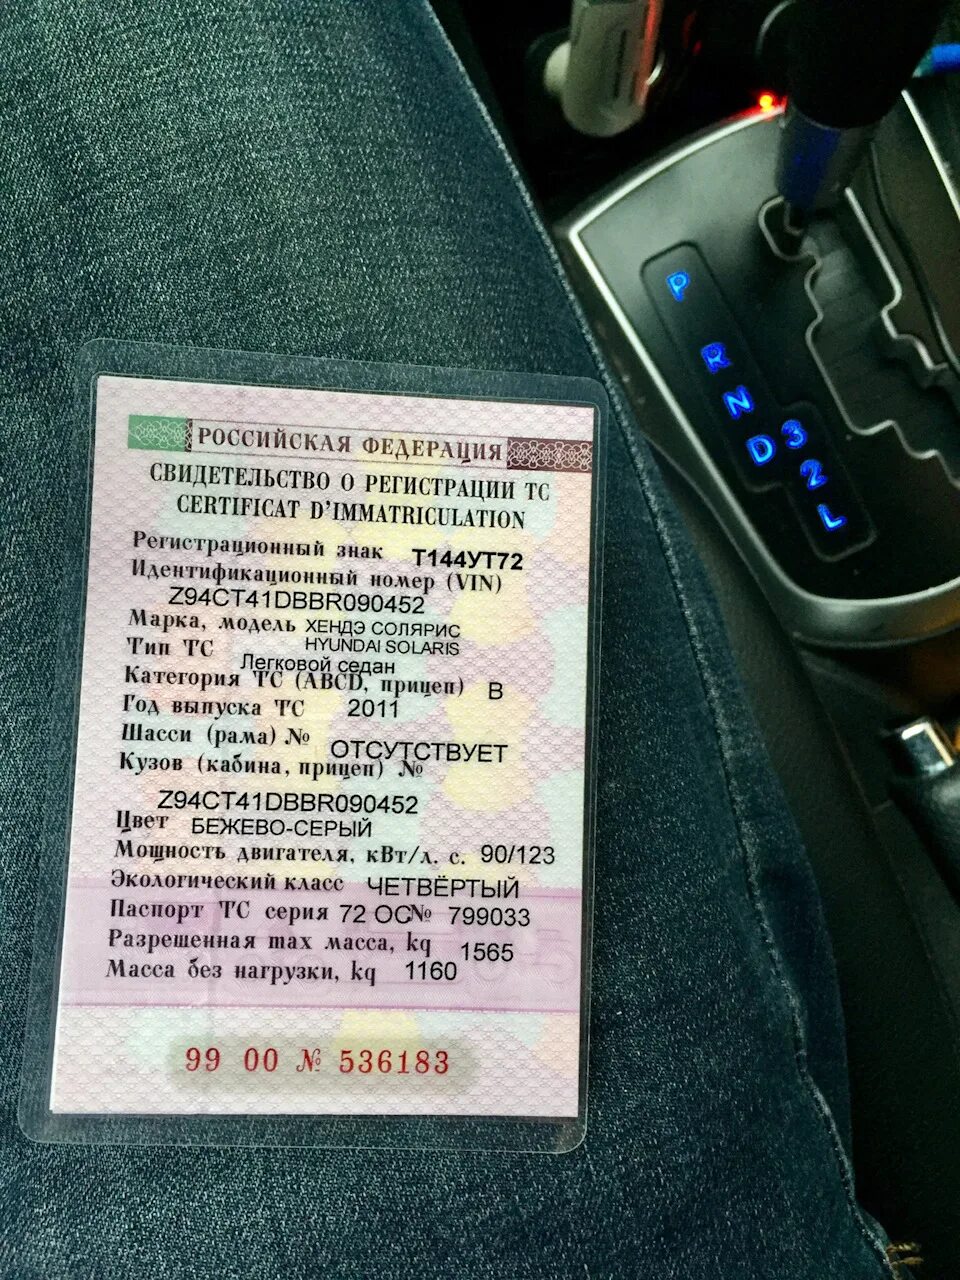 РОССИЙСКАЯ ФЕДЕРАЦИЯ
СВИДЕТЕЛЬСТВО О РЕГИСТРАЦИИ ТС
CERTIFICAT D'IMMATRICULATION
Регистрационный знак Т144УТ72
Идентификационный номер (VIN)
Z94CT41DBBR090452
Марка, модель ХЕНДЭ СОЛЯРИС
HYUNDAI SOLARIS
Тип ТС Легковой седан
Категория ТС (ABCD, прицеп) B
Год выпуска ТС 2011
Шасси (рама) № ОТСУТСТВУЕТ
Кузов (кабина, прицеп) №
Z94CT41DBBR090452
Цвет БЕЖЕВО-СЕРЫЙ
Мощность двигателя, кВт/л. с. 90/123
Экологический класс ЧЕТВЁРТЫЙ
Паспорт ТС серия 72 ОС№ 799033
Разрешенная max масса, kg 1565
Масса без нагрузки, kg 1160
99 00 № 536183
P
R
N
D 3
2
L